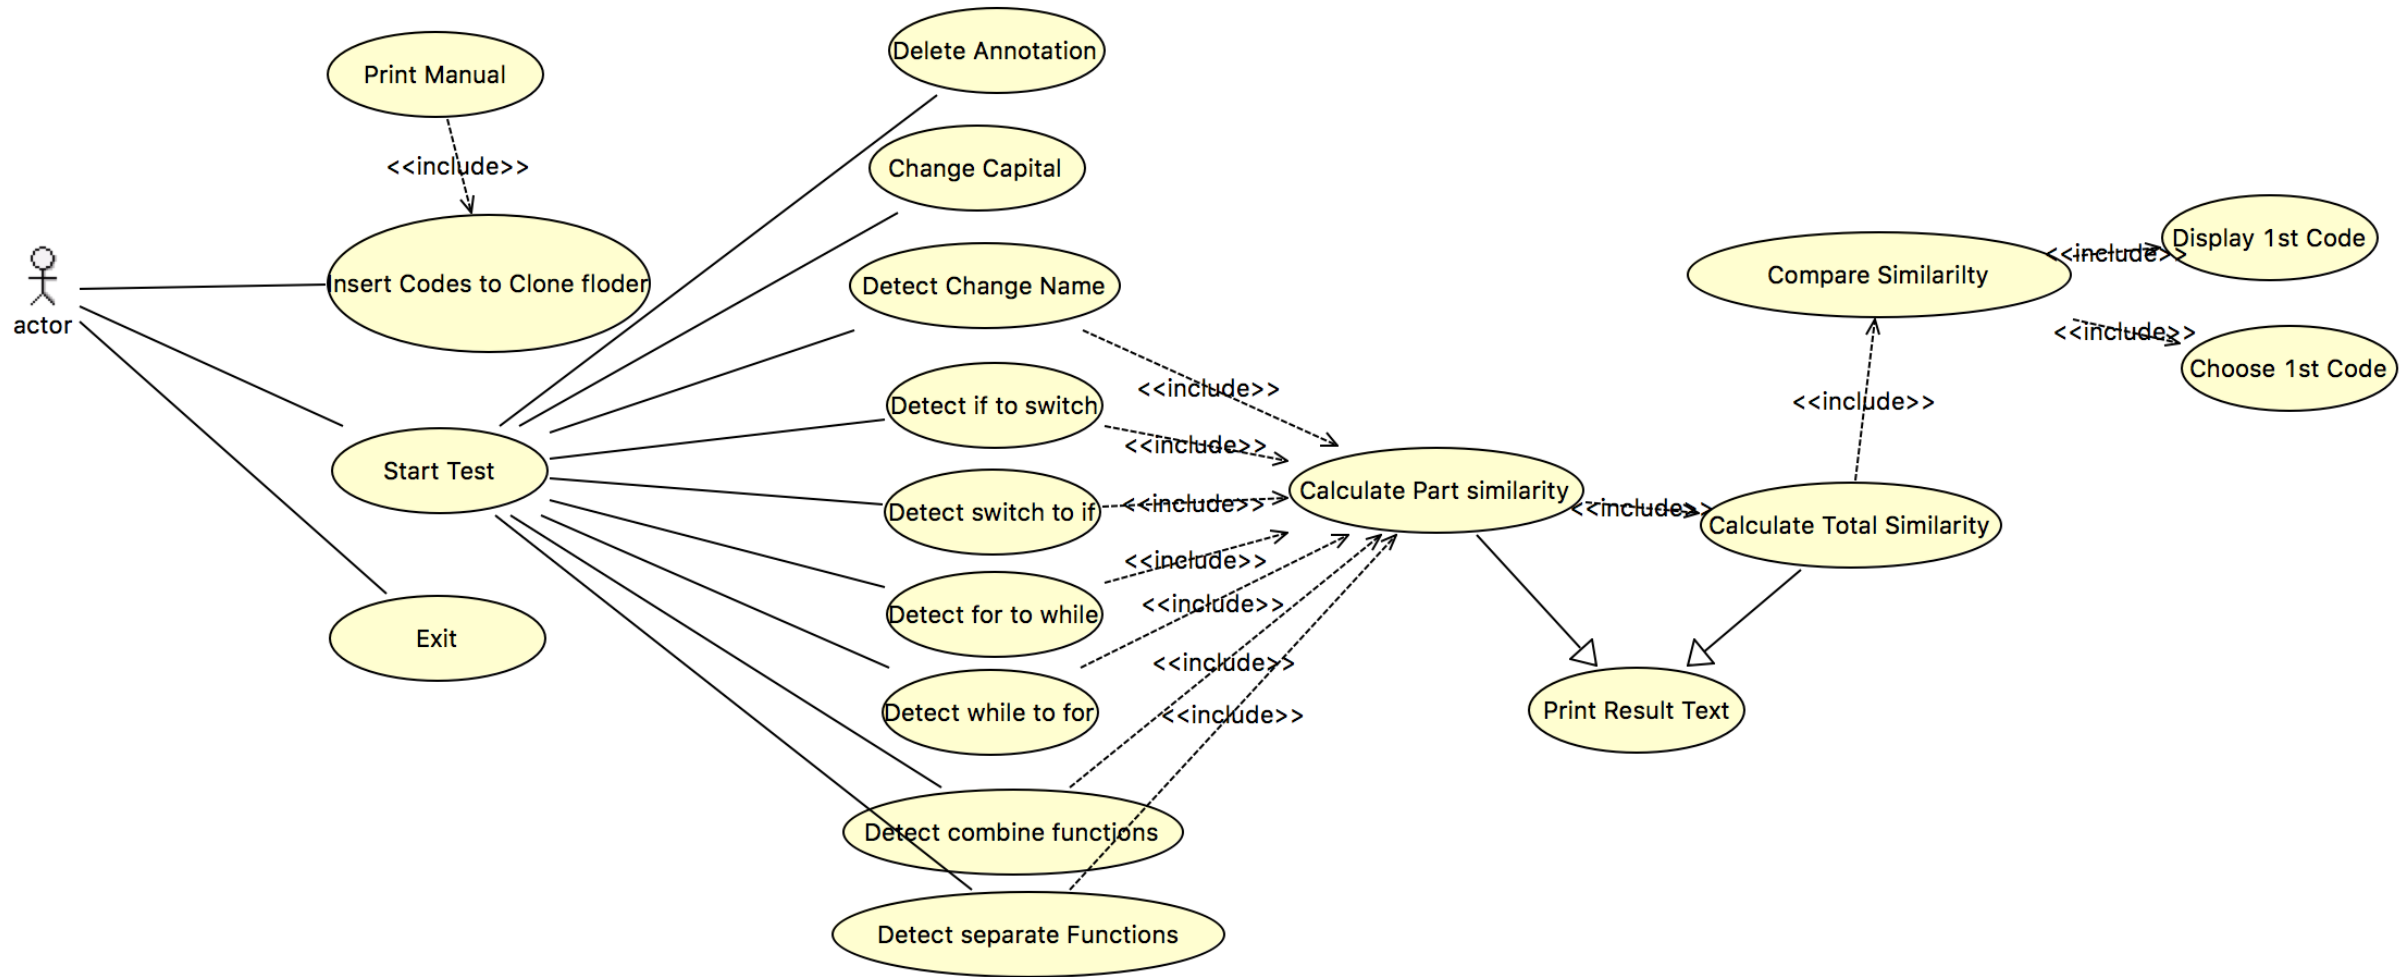 Delete Annotation
Print Manual
<<include>>
Change Capital
Insert Codes to Clone floder
actor
Detect Change Name
Compare Similarilty
<<include>>
Display 1st Code
<<include>>
Choose 1st Code
<<include>>
Detect if to switch
<<include>>
<<include>>
Start Test
Calculate Part similarity
Detect switch to if
<<include>>
<<include>>
Calculate Total Similarity
<<include>>
Detect for to while
<<include>>
Exit
<<include>>
Detect while to for
<<include>>
Print Result Text
Detect combine functions
Detect separate Functions